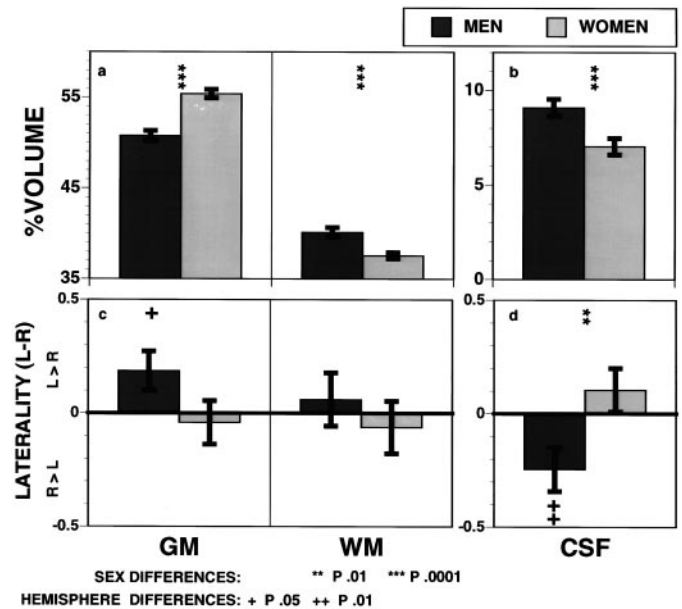 MEN WOMEN
a *** *** b ***
%VOLUME
55
45
35
10
5
0
c + d **
LATERALITY (L-R)
R > L L > R
0.5
0
-0.5
0.5
0
-0.5
++
GM WM CSF
SEX DIFFERENCES: ** P .01 *** P .0001
HEMISPHERE DIFFERENCES: + P .05 ++ P .01